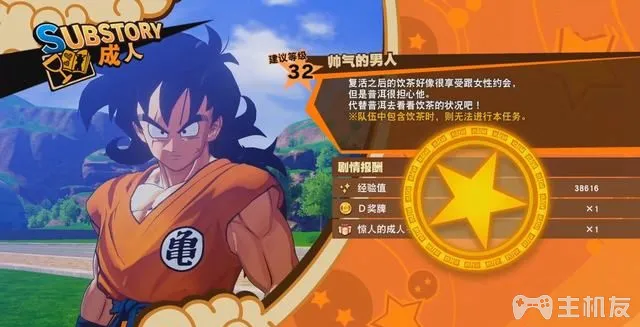 SUBSTORY
成人
建议等级
32
帅气的男人
复活之后的饮茶好像很享受跟女性约会，
但是普洱很担心他。
代替普洱去看看饮茶的状况吧！
※队伍中包含饮茶时，则无法进行本任务。
剧情报酬
经验值 38616
D奖牌 ×1
惊人的成人 ×1
亀
主机友